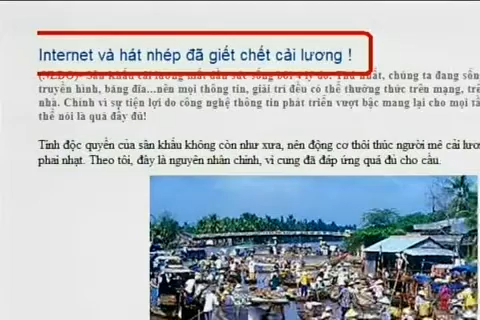 Internet và hát nhép đã giết chết cải lương !
(NLĐO)- Sân khấu cải lương mất dần sức sống bởi 4 lý do. Thứ nhất, chúng ta đang sống
truyền hình, băng đĩa...nên mọi thông tin, giải trí đều có thể thưởng thức trên mạng, trê
nhà. Chính vì sự tiện lợi do công nghệ thông tin phát triển vượt bậc mang lại cho mọi tầ
thể nói là quá đầy đủ!
Tính độc quyền của sân khấu không còn như xưa, nên động cơ thôi thúc người mê cải lươ
phai nhạt. Theo tôi, đây là nguyên nhân chính, vì cung đã đáp ứng quá đủ cho cầu.